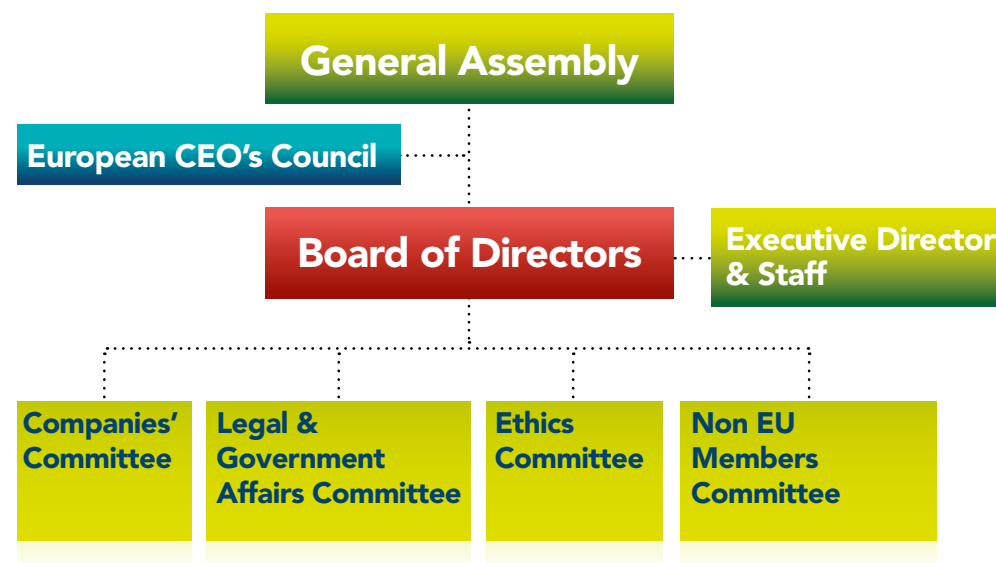 General Assembly
European CEO’s Council
Board of Directors
Executive Director
& Staff
Companies’
Committee
Legal &
Government
Affairs Committee
Ethics
Committee
Non EU
Members
Committee